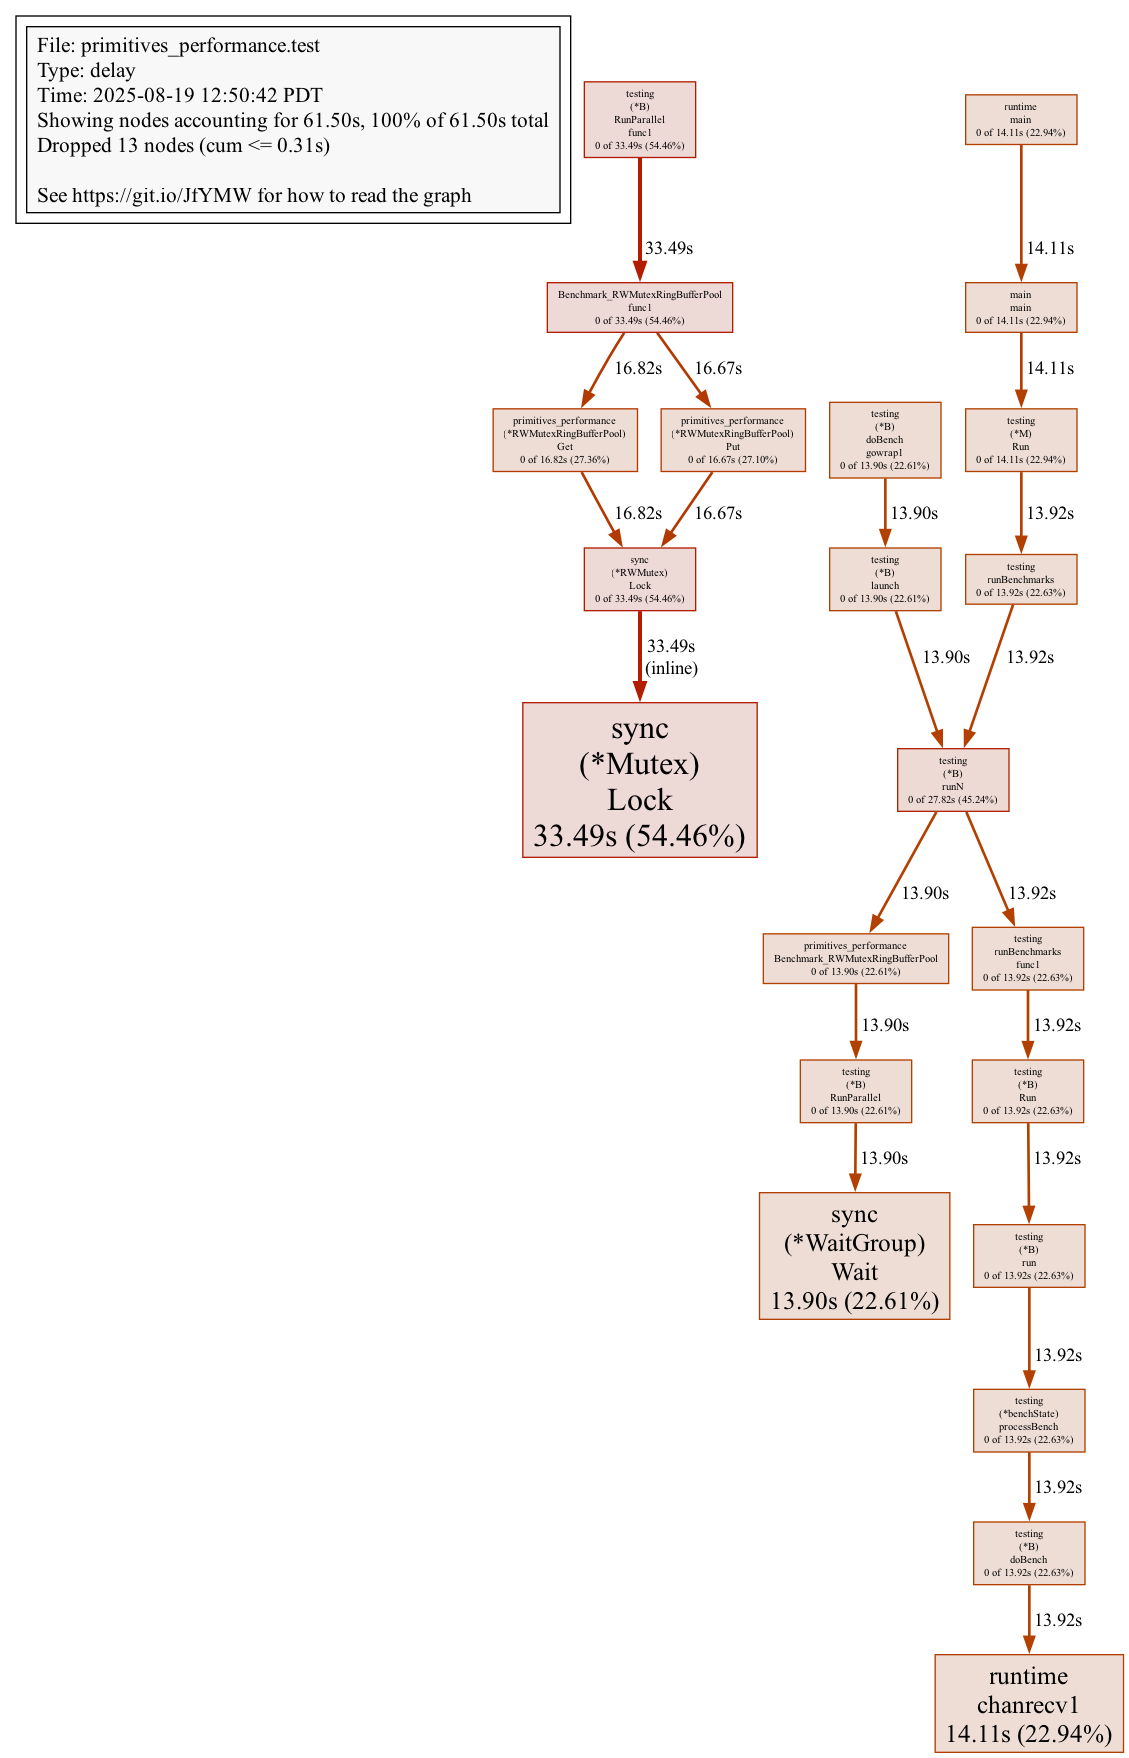 File: primitives_performance.test
Type: delay
Time: 2025-08-19 12:50:42 PDT
Showing nodes accounting for 61.50s, 100% of 61.50s total
Dropped 13 nodes (cum <= 0.31s)
See https://git.io/JfYMW for how to read the graph
testing
(*B)
RunParallel
func1
0 of 33.49s (54.46%)
33.49s
Benchmark_RWMutexRingBufferPool
func1
0 of 33.49s (54.46%)
16.82s
16.67s
primitives_performance
(*RWMutexRingBufferPool)
Get
0 of 16.82s (27.36%)
primitives_performance
(*RWMutexRingBufferPool)
Put
0 of 16.67s (27.10%)
16.82s
16.67s
sync
(*RWMutex)
Lock
0 of 33.49s (54.46%)
33.49s
(inline)
sync
(*Mutex)
Lock
33.49s (54.46%)
runtime
main
0 of 14.11s (22.94%)
14.11s
main
main
0 of 14.11s (22.94%)
14.11s
testing
(*M)
Run
0 of 14.11s (22.94%)
13.92s
testing
runBenchmarks
0 of 13.92s (22.63%)
13.92s
testing
(*B)
doBench
gowrap1
0 of 13.90s (22.61%)
13.90s
testing
(*B)
launch
0 of 13.90s (22.61%)
13.90s
testing
(*B)
runN
0 of 27.82s (45.24%)
13.90s
13.92s
primitives_performance
Benchmark_RWMutexRingBufferPool
0 of 13.90s (22.61%)
13.90s
testing
(*B)
RunParallel
0 of 13.90s (22.61%)
13.90s
sync
(*WaitGroup)
Wait
13.90s (22.61%)
testing
runBenchmarks
func1
0 of 13.92s (22.63%)
13.92s
testing
(*B)
Run
0 of 13.92s (22.63%)
13.92s
testing
(*B)
run
0 of 13.92s (22.63%)
13.92s
testing
(*benchState)
processBench
0 of 13.92s (22.63%)
13.92s
testing
(*B)
doBench
0 of 13.92s (22.63%)
13.92s
runtime
chanrecv1
14.11s (22.94%)